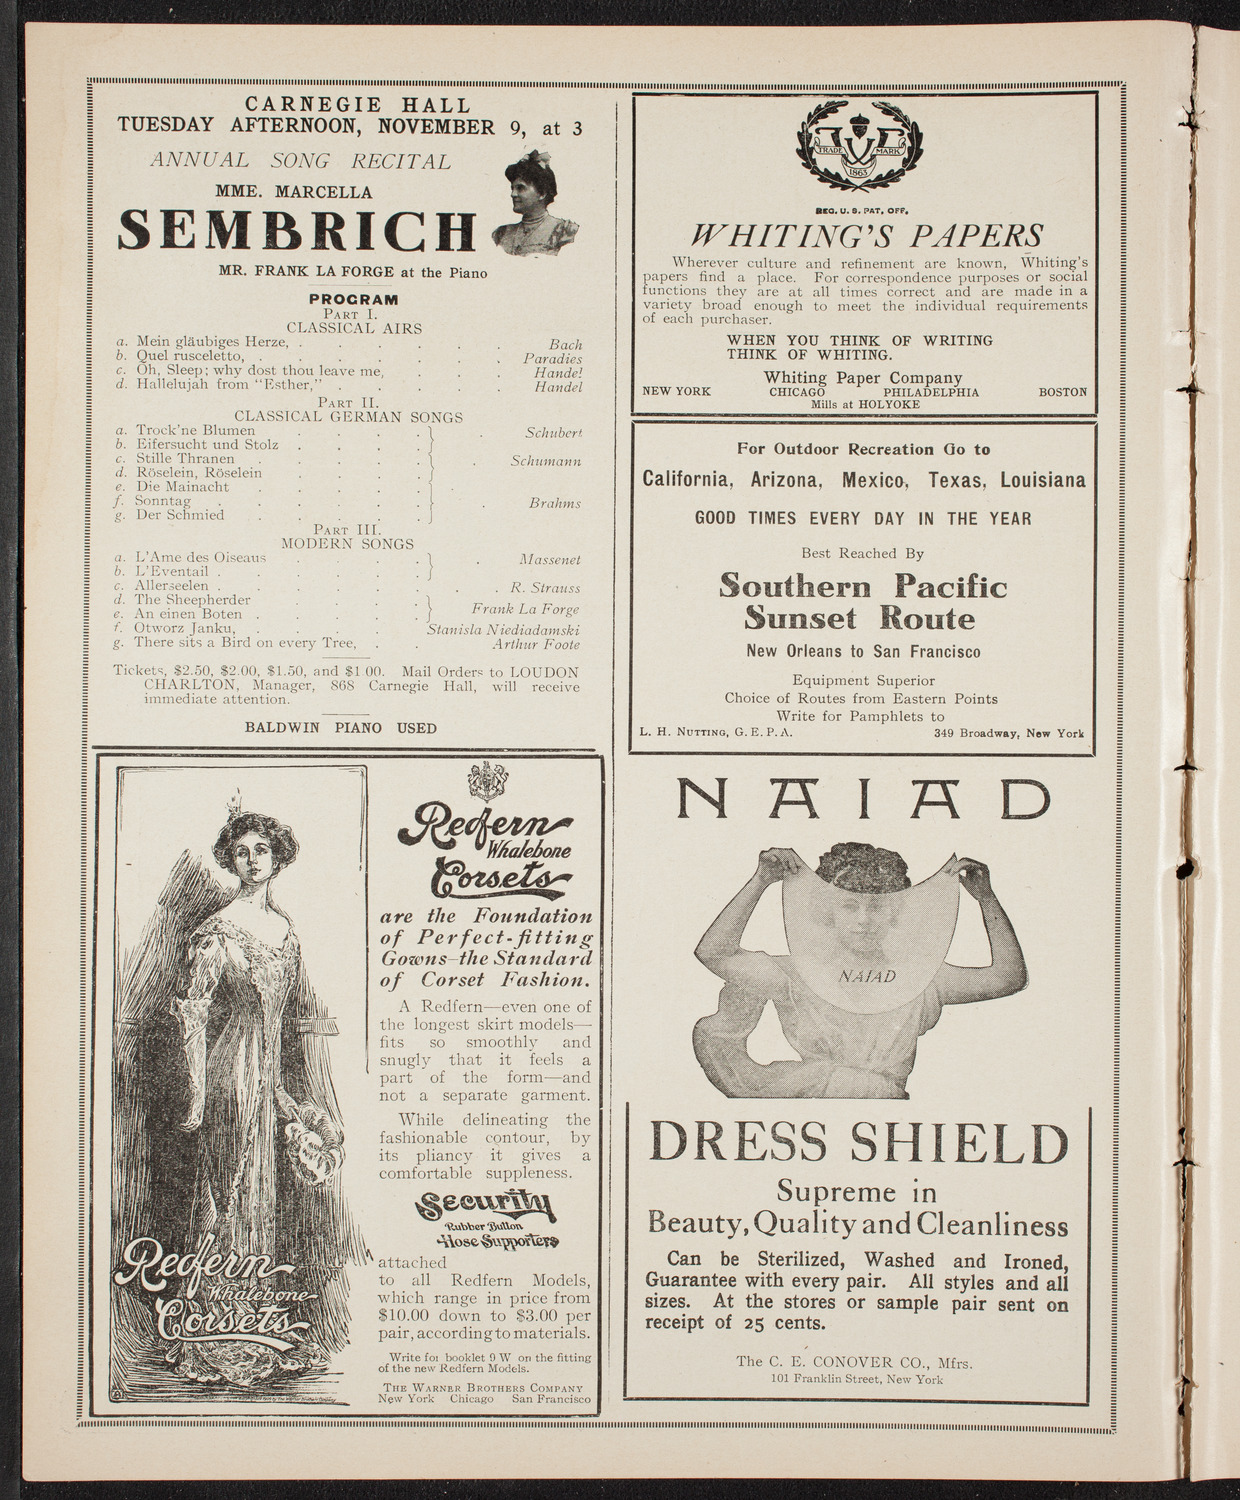 CARNEGIE HALL
TUESDAY AFTERNOON, NOVEMBER 9, at 3
ANNUAL SONG RECITAL
MME. MARCELLA
SEMBRICH
MR. FRANK LA FORGE at the Piano
PROGRAM
PART I.
CLASSICAL AIRS
a. Mein gläubiges Herze, . . . . . . Bach
b. Quel rusceletto, . . . . . . Paradies
c. Oh, Sleep; why dost thou leave me, . . . . Handel
d. Hallelujah from "Esther," . . . . . Handel
PART II.
CLASSICAL GERMAN SONGS
a. Trock'ne Blumen . . . . . Schubert
b. Eifersucht und Stolz . . . .
c. Stille Thranen . . . . . . Schumann
d. Röselein, Röselein . . . .
e. Die Mainacht . . . . .
f. Sonntag . . . . . Brahms
g. Der Schmied . . . .
PART III.
MODERN SONGS
a. L'Ame des Oiseaus . . . . . Massenet
b. L'Eventail . . . . .
c. Allerseelen . . . . . . . R. Strauss
d. The Sheepherder . . . . Frank La Forge
e. An einen Boten . . . . .
f. Otworz Janku, . . . . Stanisla Niediadamski
g. There sits a Bird on every Tree, . . Arthur Foote
Tickets, $2.50, $2.00, $1.50, and $1 00. Mail Orders to LOUDON
CHARLTON, Manager, 868 Carnegie Hall, will receive
immediate attention.
BALDWIN PIANO USED
Redfern
Whalebone
Corsets
are the Foundation
of Perfect-fitting
Gowns—the Standard
of Corset Fashion.
A Redfern—even one of
the longest skirt models—
fits so smoothly and
snugly that it feels a
part of the form—and
not a separate garment.
While delineating the
fashionable contour, by
its pliancy it gives a
comfortable suppleness.
Security
Rubber Button
Hose Supporters
attached
to all Redfern Models,
which range in price from
$10.00 down to $3.00 per
pair, according to materials.
Write for booklet 9 W on the fitting
of the new Redfern Models.
THE WARNER BROTHERS COMPANY
New York Chicago San Francisco
Redfern
Whalebone
Corsets
TRADE MARK
1865
REG. U. S. PAT. OFF.
WHITING'S PAPERS
Wherever culture and refinement are known, Whiting's
papers find a place. For correspondence purposes or social
functions they are at all times correct and are made in a
variety broad enough to meet the individual requirements
of each purchaser.
WHEN YOU THINK OF WRITING
THINK OF WHITING.
Whiting Paper Company
NEW YORK CHICAGO PHILADELPHIA BOSTON
Mills at HOLYOKE
For Outdoor Recreation Go to
California, Arizona, Mexico, Texas, Louisiana
GOOD TIMES EVERY DAY IN THE YEAR
Best Reached By
Southern Pacific
Sunset Route
New Orleans to San Francisco
Equipment Superior
Choice of Routes from Eastern Points
Write for Pamphlets to
L. H. NUTTING, G. E. P. A. 349 Broadway, New York
NAIAD
NAIAD
DRESS SHIELD
Supreme in
Beauty, Quality and Cleanliness
Can be Sterilized, Washed and Ironed,
Guarantee with every pair. All styles and all
sizes. At the stores or sample pair sent on
receipt of 25 cents.
The C. E. CONOVER CO., Mfrs.
101 Franklin Street, New York